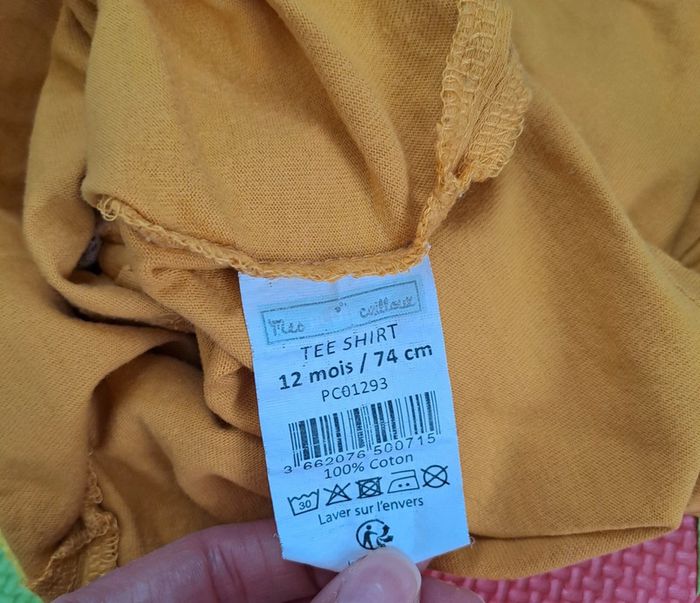 TEE SHIRT
12 mois / 74 cm
PC01293
3 662076 500715
100% Coton
30
Laver sur l'envers